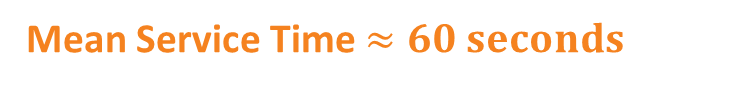 Mean Service Time ≈ 60 seconds